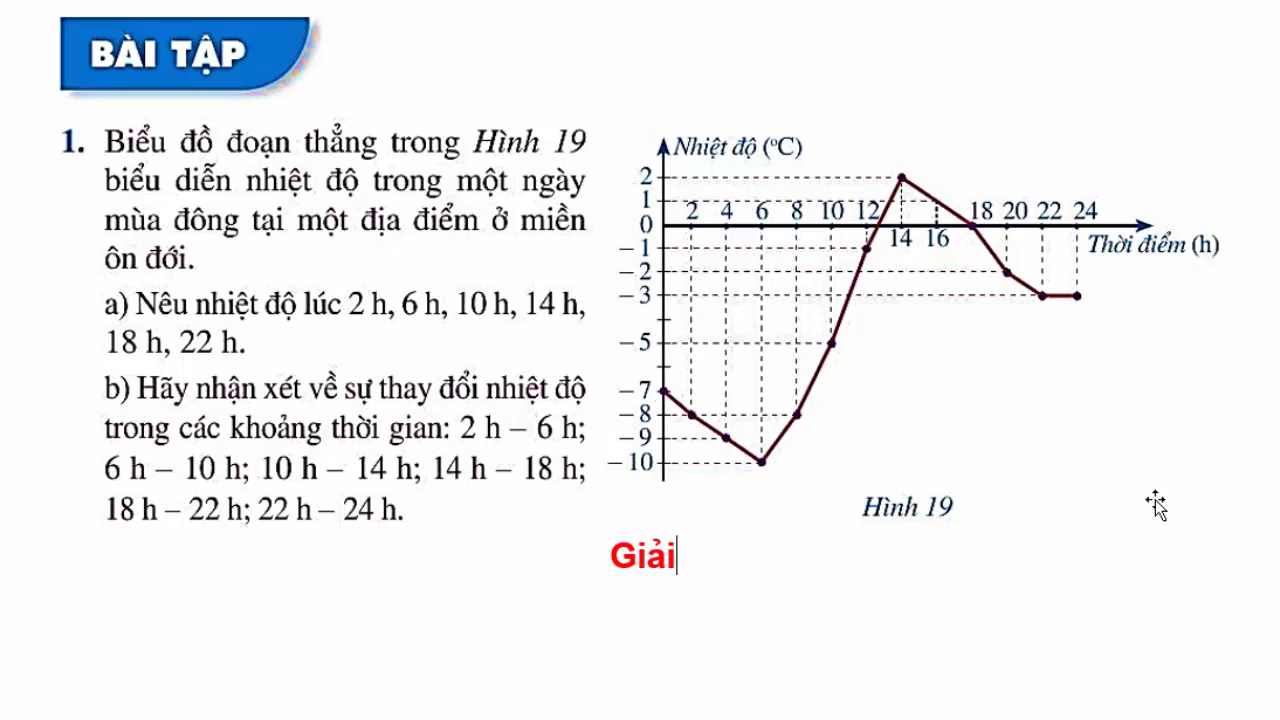 BÀI TẬP
1. Biểu đồ đoạn thẳng trong Hình 19
biểu diễn nhiệt độ trong một ngày
mùa đông tại một địa điểm ở miền
ôn đới.
a) Nêu nhiệt độ lúc 2 h, 6 h, 10 h, 14 h,
18 h, 22 h.
b) Hãy nhận xét về sự thay đổi nhiệt độ
trong các khoảng thời gian: 2 h – 6 h;
6 h – 10 h; 10 h – 14 h; 14 h – 18 h;
18 h – 22 h; 22 h – 24 h.
Nhiệt độ (°C)
2
1
2 4 6 8 10 12 18 20 22 24
0
14 16
Thời điểm (h)
–1
–2
–3
–5
–7
–8
–9
–10
Hình 19
Giải